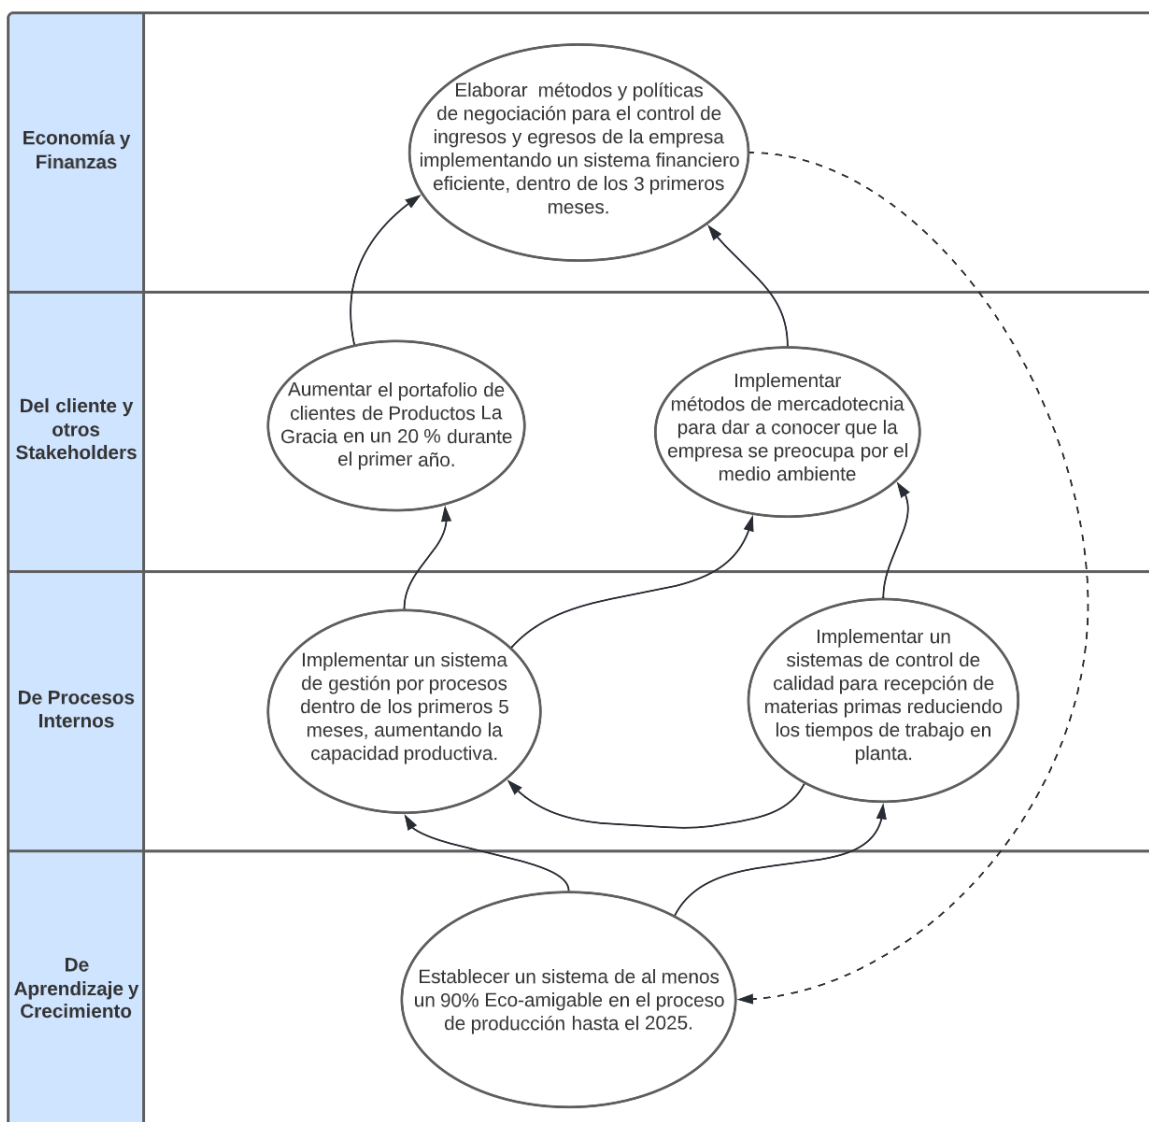 Economía y
Finanzas
Elaborar métodos y políticas
de negociación para el control de
ingresos y egresos de la empresa
implementando un sistema financiero
eficiente, dentro de los 3 primeros
meses.
Del cliente y
otros
Stakeholders
Aumentar el portafolio de
clientes de Productos La
Gracia en un 20 % durante
el primer año.
Implementar
métodos de mercadotecnia
para dar a conocer que la
empresa se preocupa por el
medio ambiente
De Procesos
Internos
Implementar un sistema
de gestión por procesos
dentro de los primeros 5
meses, aumentando la
capacidad productiva.
Implementar un
sistemas de control de
calidad para recepción de
materias primas reduciendo
los tiempos de trabajo en
planta.
De
Aprendizaje y
Crecimiento
Establecer un sistema de al menos
un 90% Eco-amigable en el proceso
de producción hasta el 2025.